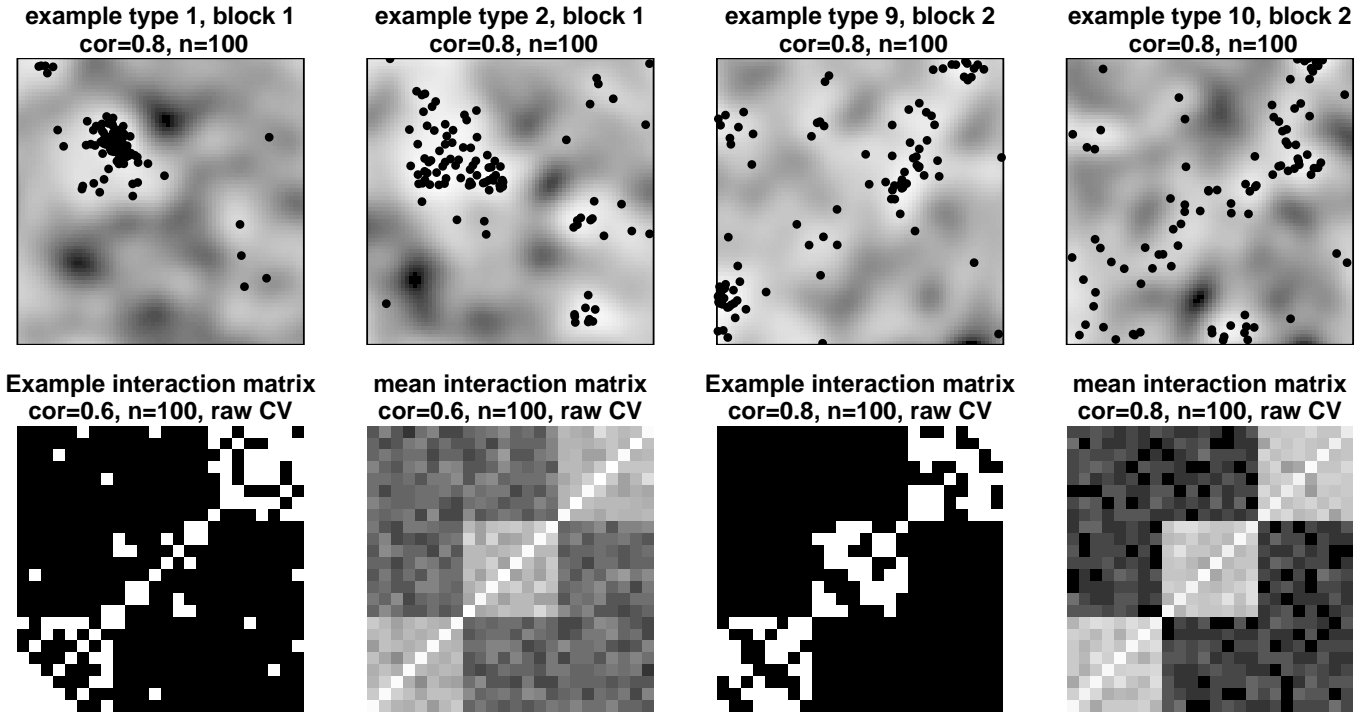 example type 1, block 1
cor=0.8, n=100
example type 2, block 1
cor=0.8, n=100
example type 9, block 2
cor=0.8, n=100
example type 10, block 2
cor=0.8, n=100
Example interaction matrix
cor=0.6, n=100, raw CV
mean interaction matrix
cor=0.6, n=100, raw CV
Example interaction matrix
cor=0.8, n=100, raw CV
mean interaction matrix
cor=0.8, n=100, raw CV